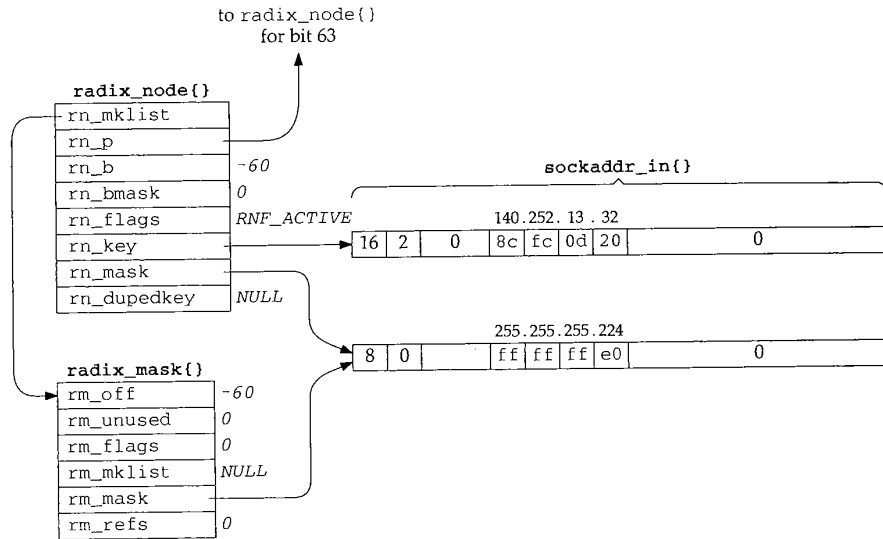 to radix_node{}
for bit 63
radix_node{}
rn_mklist
rn_p
rn_b -60
rn_bmask 0
rn_flags RNF_ACTIVE
rn_key
rn_mask
rn_dupedkey NULL
sockaddr_in{}
140.252. 13 . 32
16 2 0 8c fc 0d 20 0
255.255.255.224
8 0 ff ff ff e0 0
radix_mask{}
rm_off -60
rm_unused 0
rm_flags 0
rm_mklist NULL
rm_mask
rm_refs 0